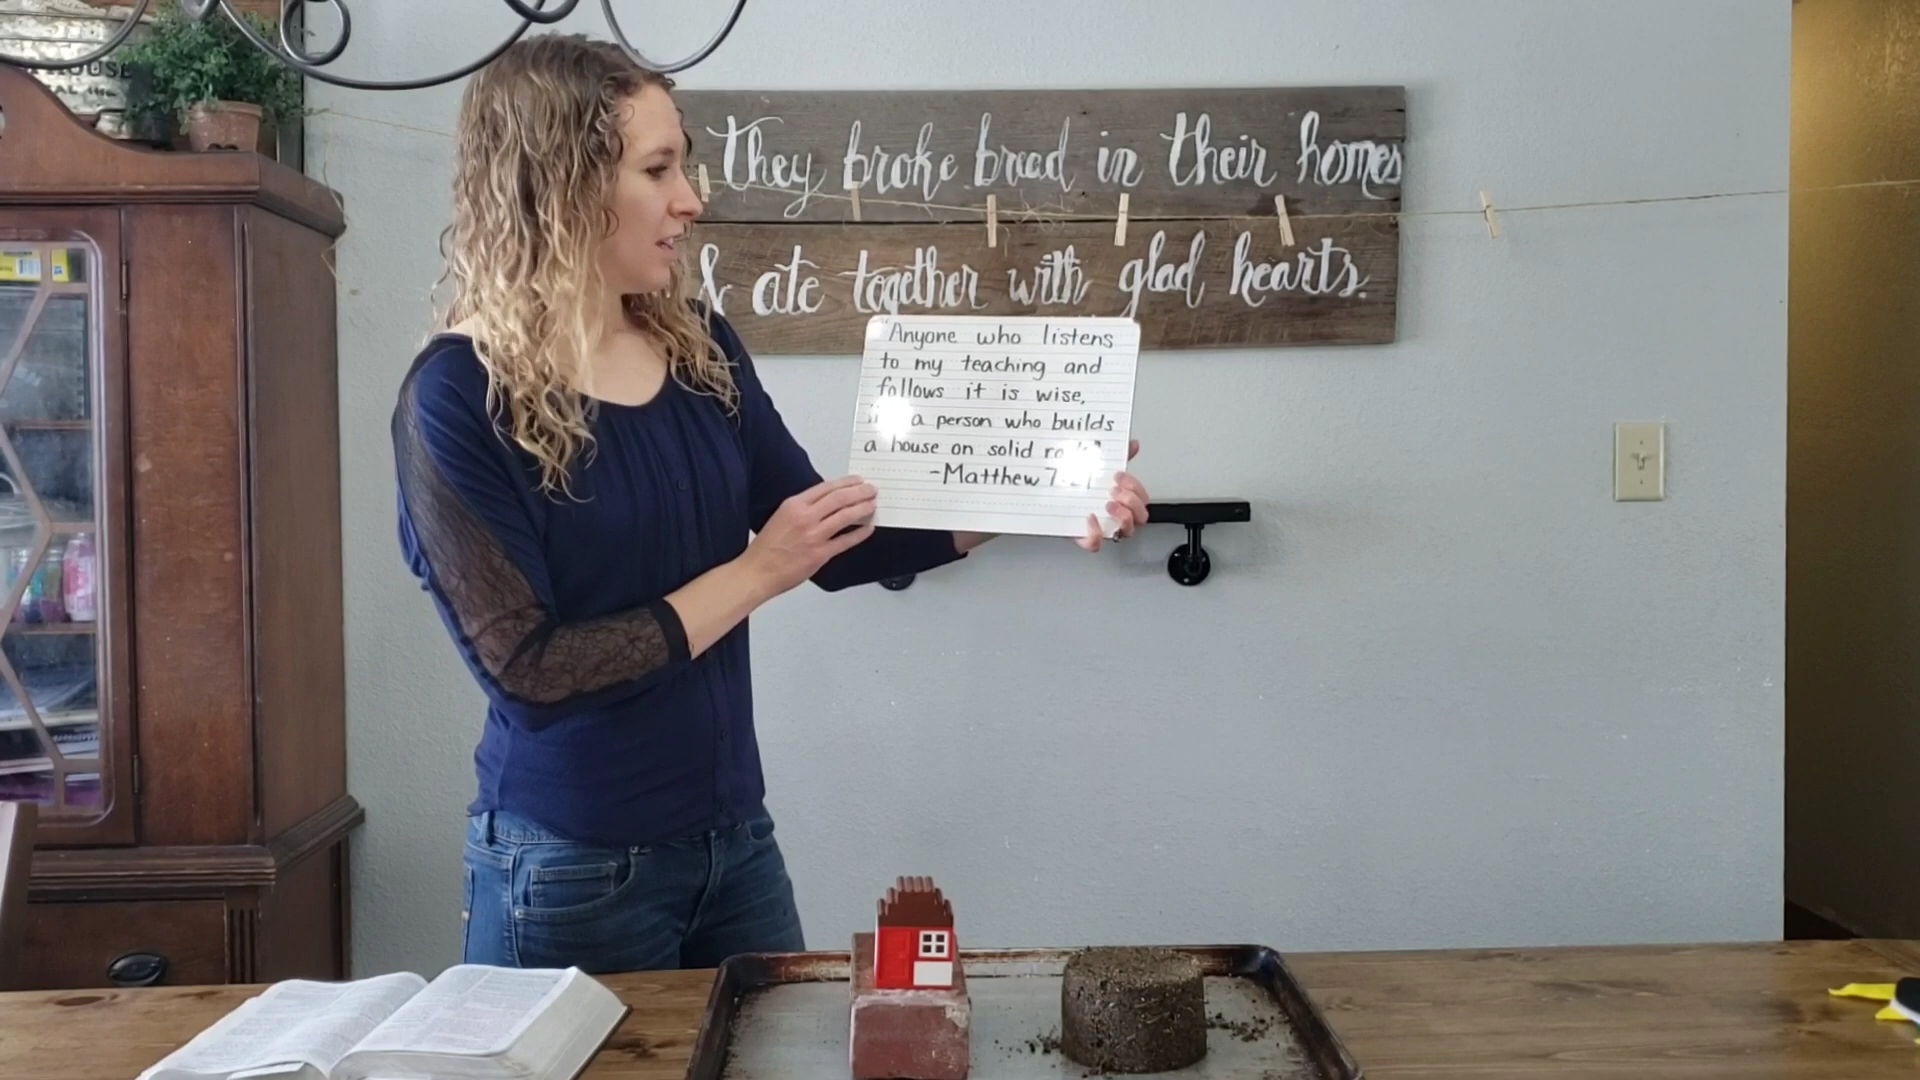 They broke bread in their homes
& ate together with glad hearts.
"Anyone who listens
to my teaching and
follows it is wise,
a person who builds
a house on solid
-Matthew